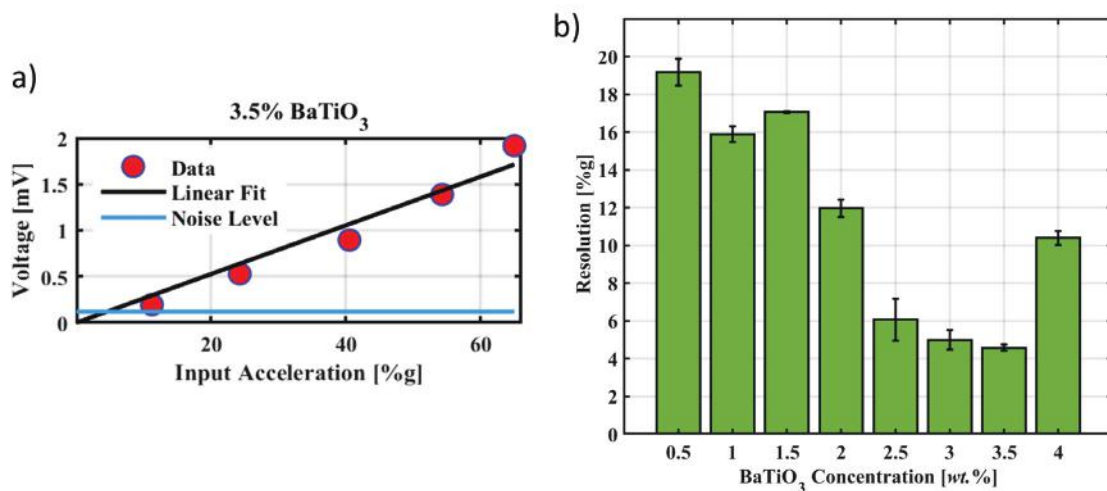 a)
3.5% BaTiO3
Voltage [mV]
2
1.5
1
0.5
0
Data
Linear Fit
Noise Level
20 40 60
Input Acceleration [%g]
b)
Resolution [%g]
20
18
16
14
12
10
8
6
4
2
0
0.5 1 1.5 2 2.5 3 3.5 4
BaTiO3 Concentration [wt.%]